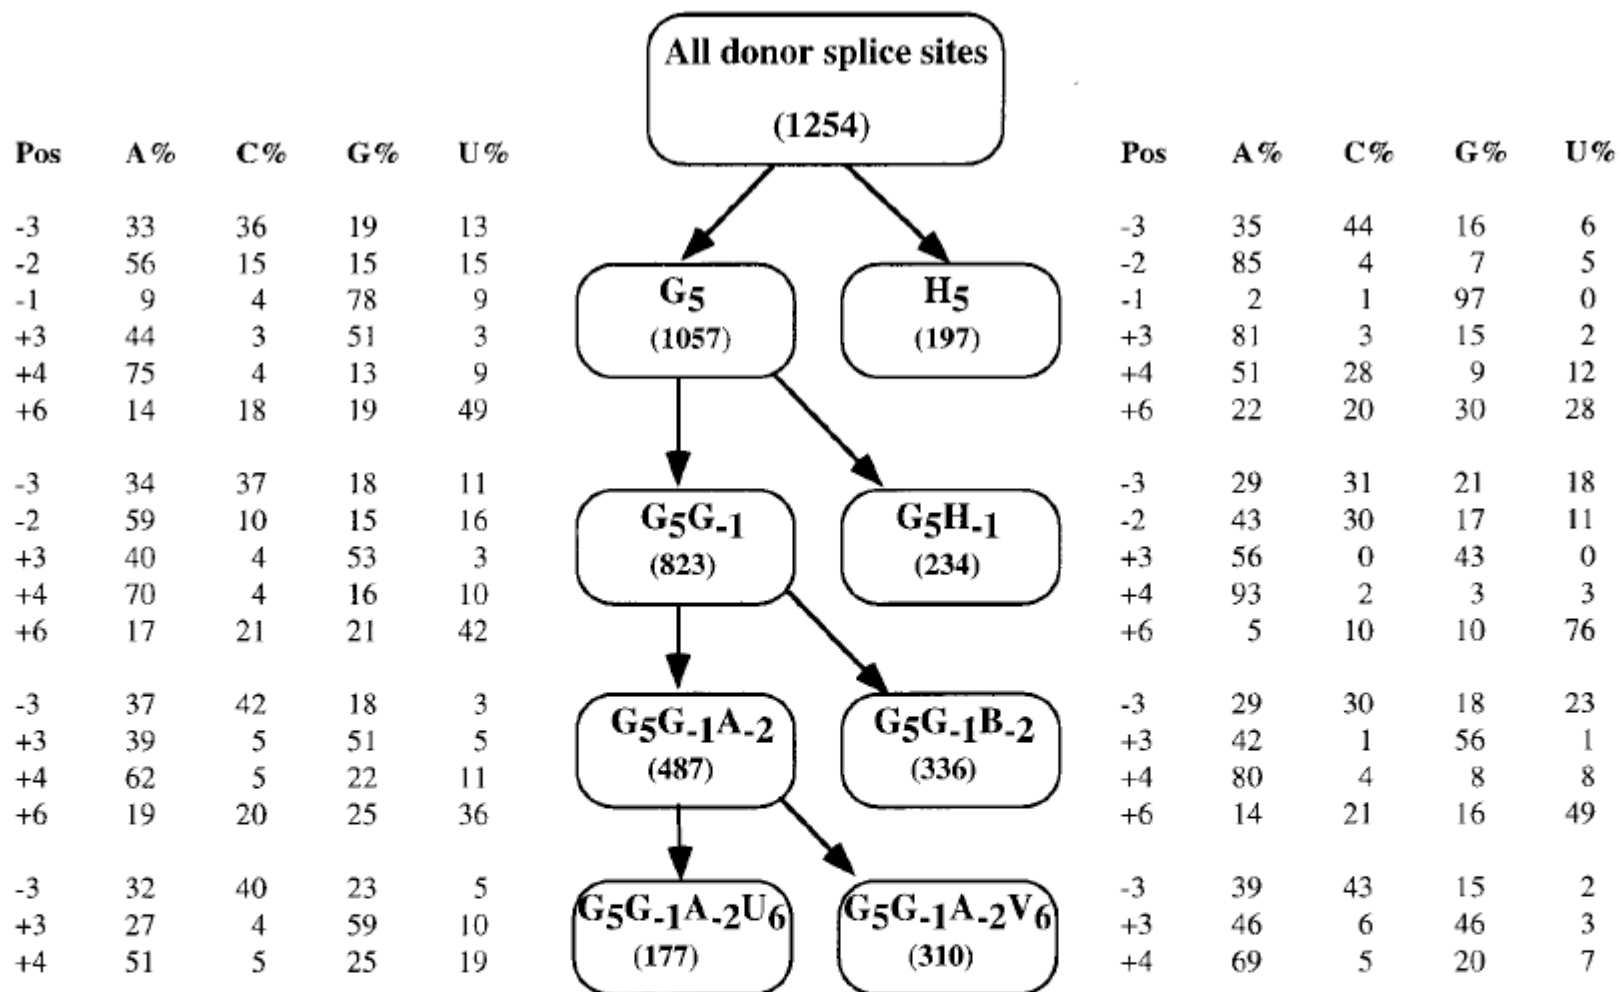 All donor splice sites
(1254)
Pos A% C% G% U% Pos A% C% G% U%
-3 33 36 19 13 -3 35 44 16 6
-2 56 15 15 15 G5 H5 -2 85 4 7 5
-1 9 4 78 9 -1 2 1 97 0
+3 44 3 51 3 (1057) (197) +3 81 3 15 2
+4 75 4 13 9 +4 51 28 9 12
+6 14 18 19 49 +6 22 20 30 28
-3 34 37 18 11 -3 29 31 21 18
-2 59 10 15 16 G5G-1 G5H-1 -2 43 30 17 11
+3 40 4 53 3 (823) (234) +3 56 0 43 0
+4 70 4 16 10 +4 93 2 3 3
+6 17 21 21 42 +6 5 10 10 76
-3 37 42 18 3 G5G-1A-2 G5G-1B-2 -3 29 30 18 23
+3 39 5 51 5 +3 42 1 56 1
+4 62 5 22 11 (487) (336) +4 80 4 8 8
+6 19 20 25 36 +6 14 21 16 49
-3 32 40 23 5 -3 39 43 15 2
+3 27 4 59 10 G5G-1A-2U6 G5G-1A-2V6 +3 46 6 46 3
+4 51 5 25 19 (177) (310) +4 69 5 20 7